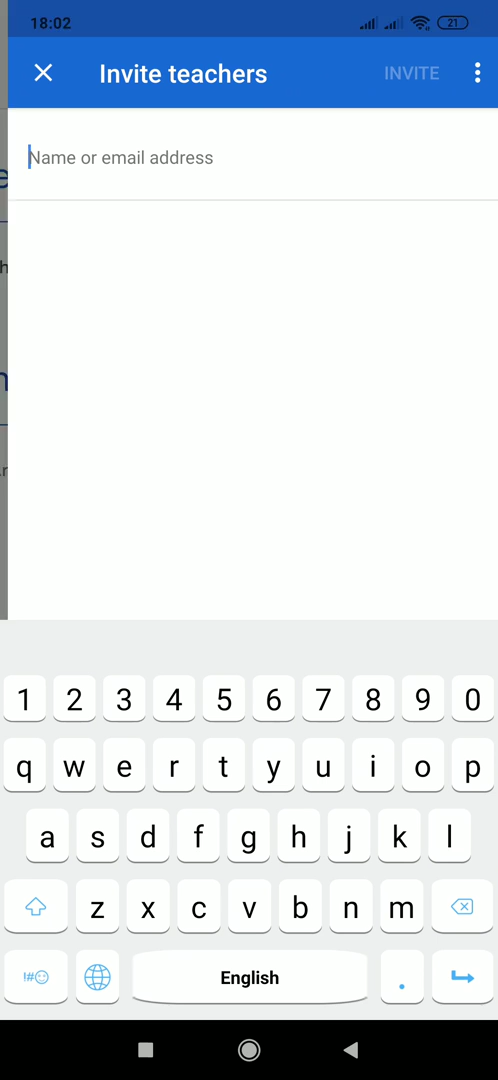 18:02
21
Invite teachers
INVITE
Name or email address
1 2 3 4 5 6 7 8 9 0
q w e r t y u i o p
a s d f g h j k l
z x c v b n m
!#☺ English .